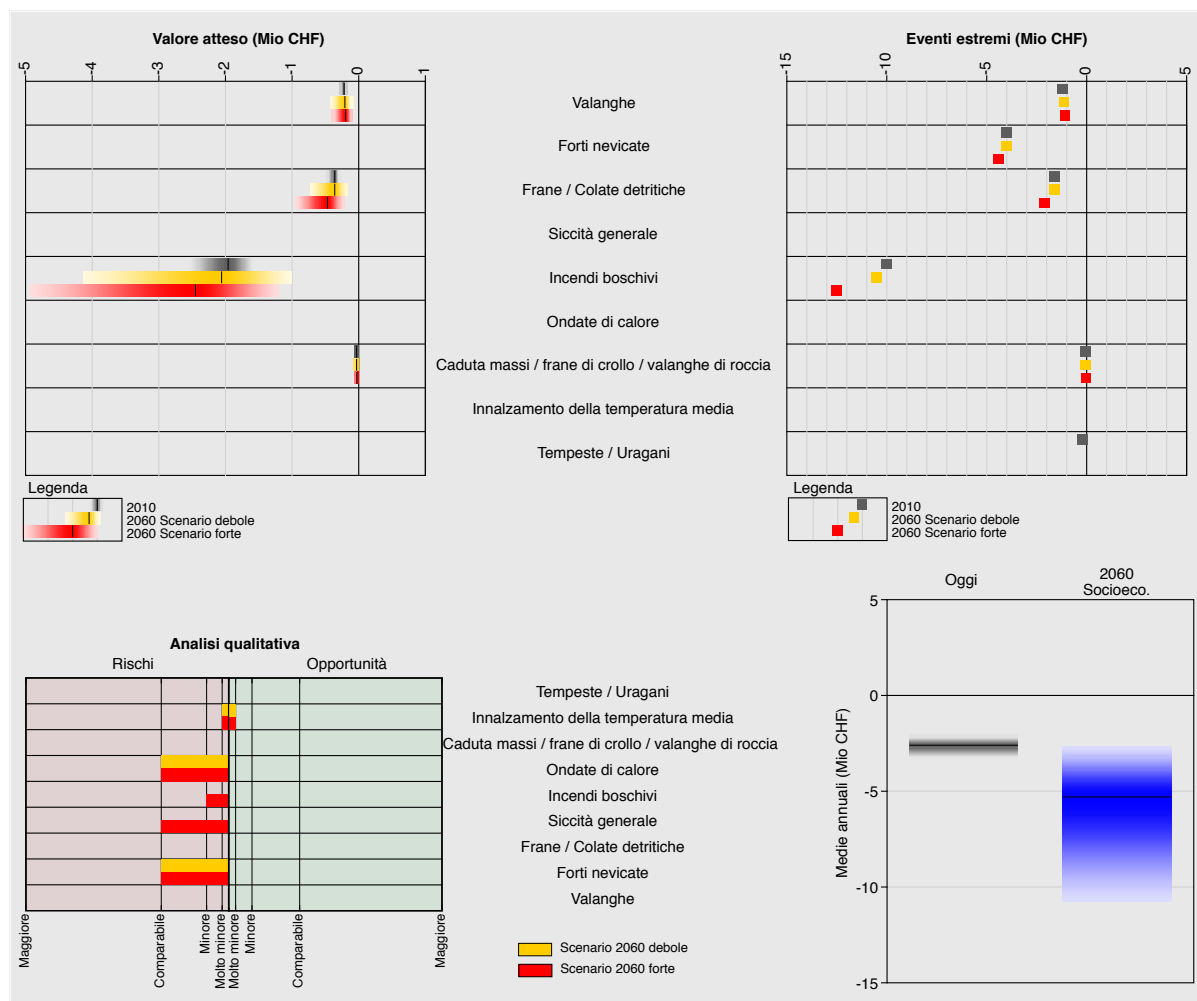 Valore atteso (Mio CHF)
-5 -4 -3 -2 -1 0 1
Eventi estremi (Mio CHF)
-15 -10 -5 0 5
Valanghe
Forti nevicate
Frane / Colate detritiche
Siccità generale
Incendi boschivi
Ondate di calore
Caduta massi / frane di crollo / valanghe di roccia
Innalzamento della temperatura media
Tempeste / Uragani
Legenda
2010
2060 Scenario debole
2060 Scenario forte
Legenda
2010
2060 Scenario debole
2060 Scenario forte
Analisi qualitativa
Rischi
Opportunità
Tempeste / Uragani
Innalzamento della temperatura media
Caduta massi / frane di crollo / valanghe di roccia
Ondate di calore
Incendi boschivi
Siccità generale
Frane / Colate detritiche
Forti nevicate
Valanghe
Maggiore
Comparabile
Minore
Molto minore
Molto minore
Minore
Comparabile
Maggiore
Scenario 2060 debole
Scenario 2060 forte
Oggi
2060
Socioeco.
Medie annuali (Mio CHF)
5
0
-5
-10
-15